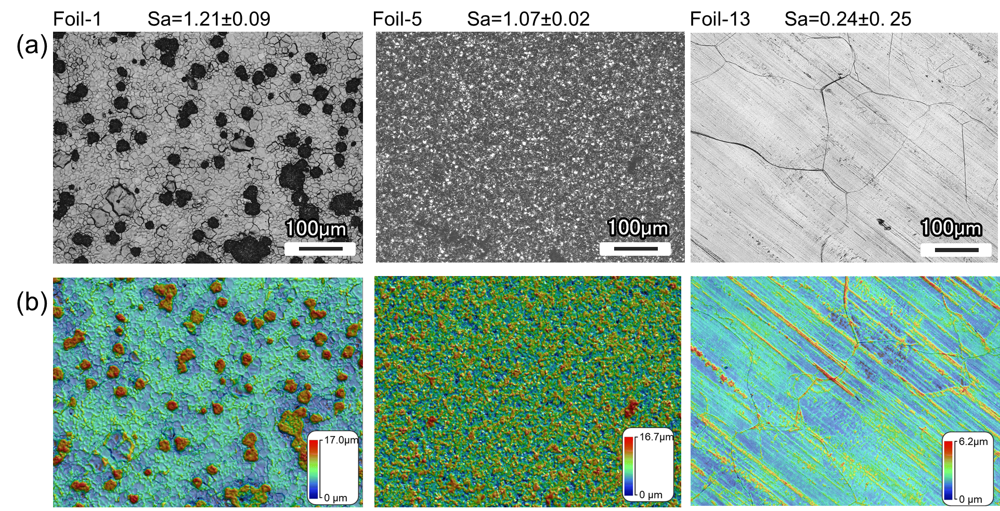 Foil-1 Sa=1.21±0.09 Foil-5 Sa=1.07±0.02 Foil-13 Sa=0.24±0. 25
(a)
100µm 100µm 100µm
(b)
17.0µm 16.7µm 6.2µm
0 µm 0 µm 0 µm